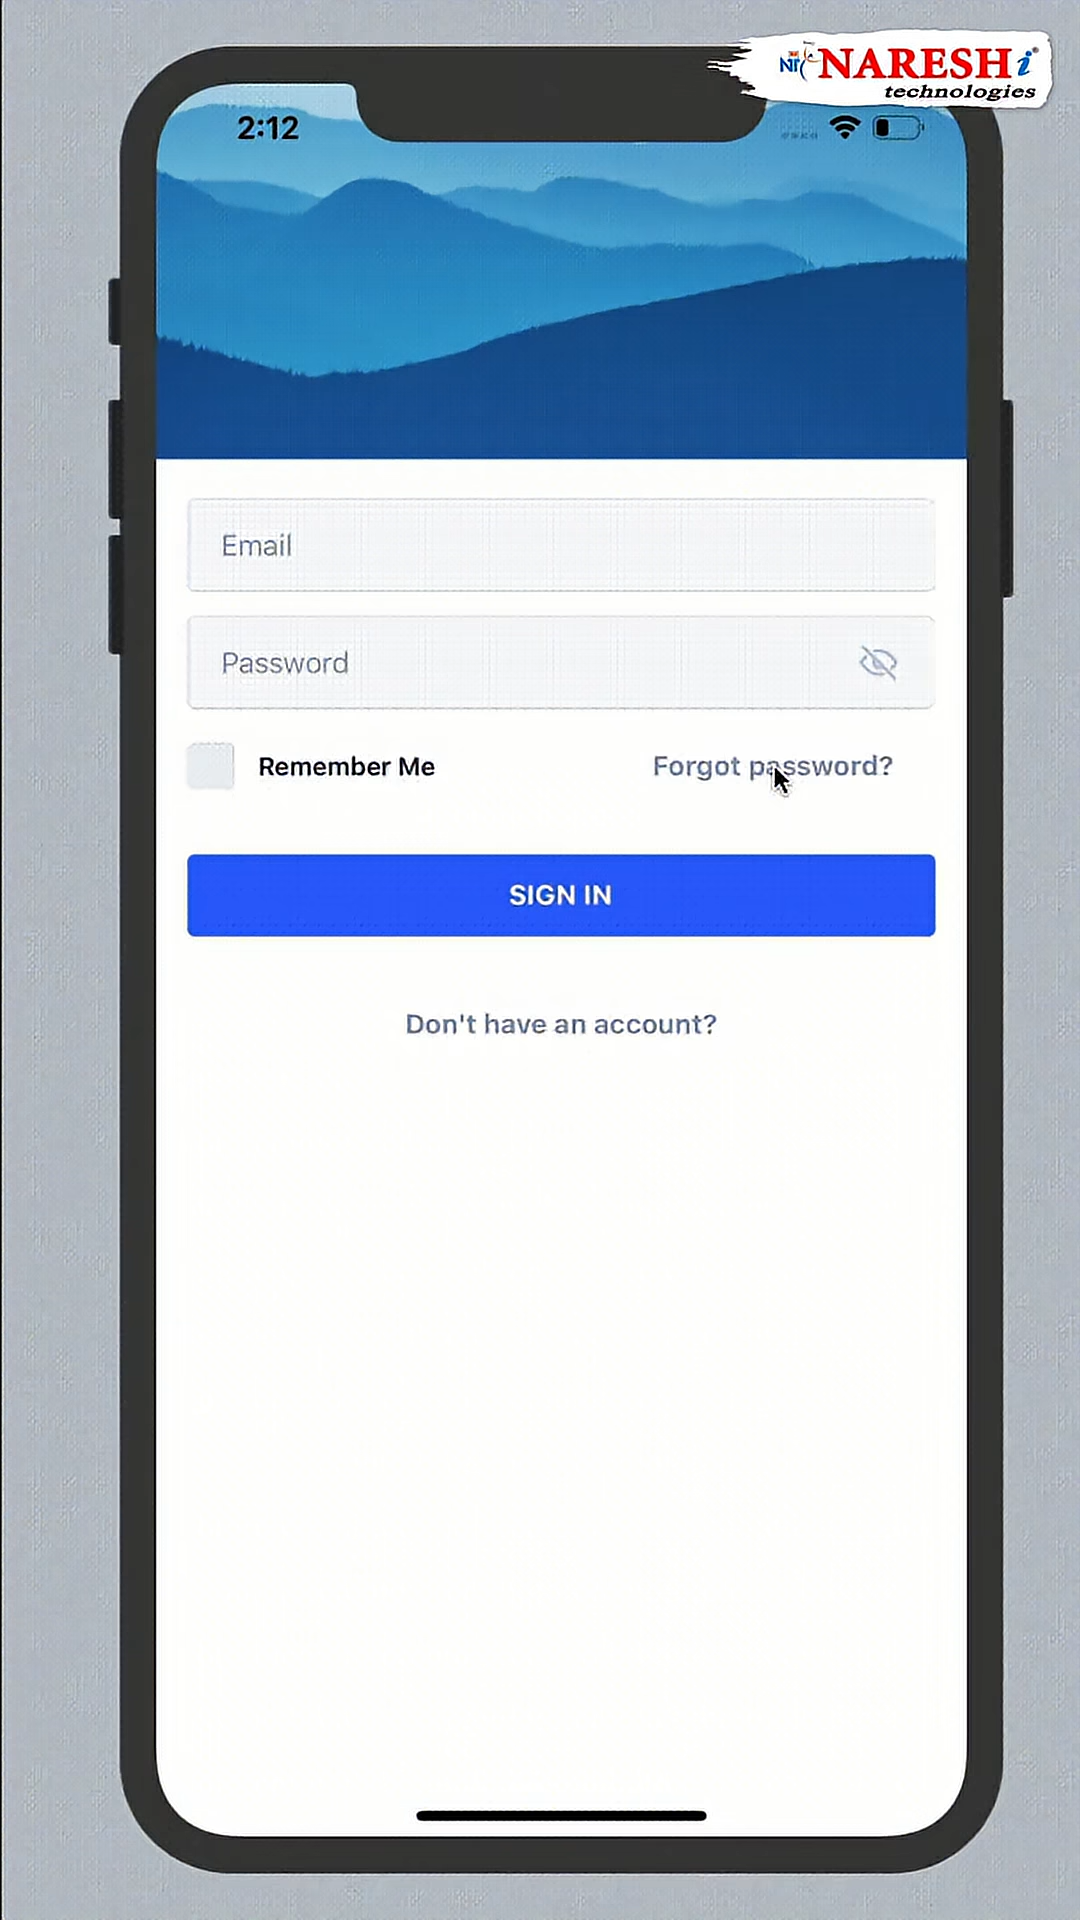 NARESH i
technologies
2:12
Email
Password
Remember Me
Forgot password?
SIGN IN
Don't have an account?